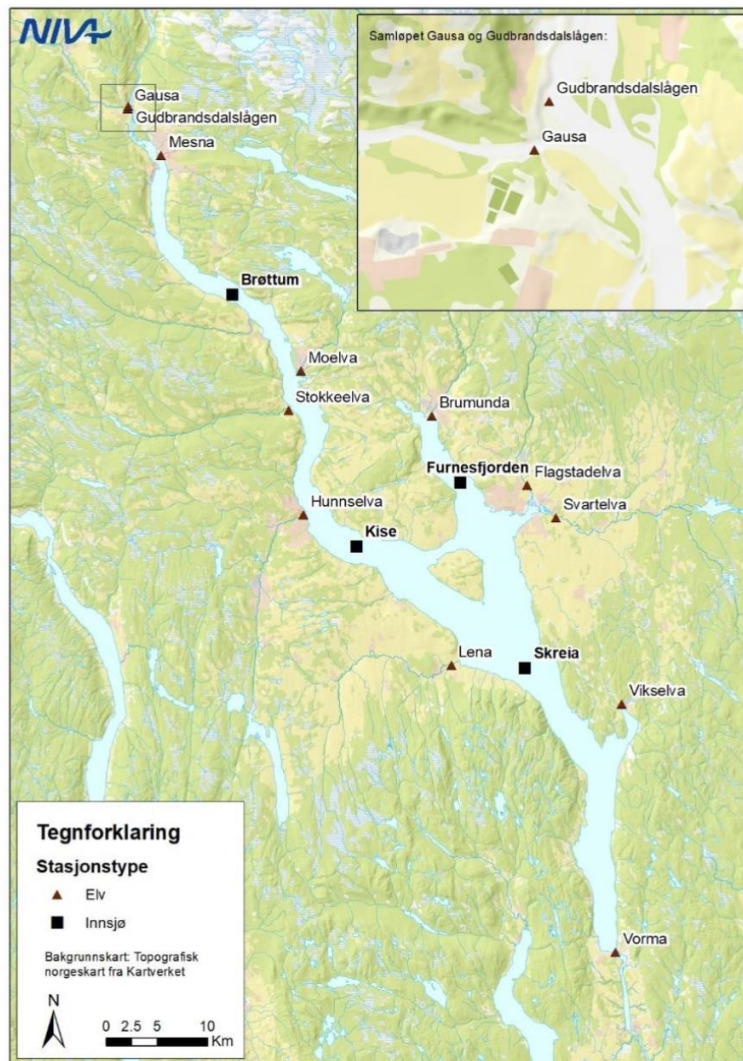 NIVA
Samløpet Gausa og Gudbrandsdalslågen:
Gudbrandsdalslågen
Gausa
Gausa
Gudbrandsdalslågen
Mesna
Brøttum
Moelva
Stokkeelva
Brumunda
Furnesfjorden
Flagstadelva
Hunnselva
Svartelva
Kise
Lena
Skreia
Vikselva
Vorma
Tegnforklaring
Stasjonstype
Elv
Innsjø
Bakgrunnskart: Topografisk
norgeskart fra Kartverket
N
0 2.5 5 10
Km